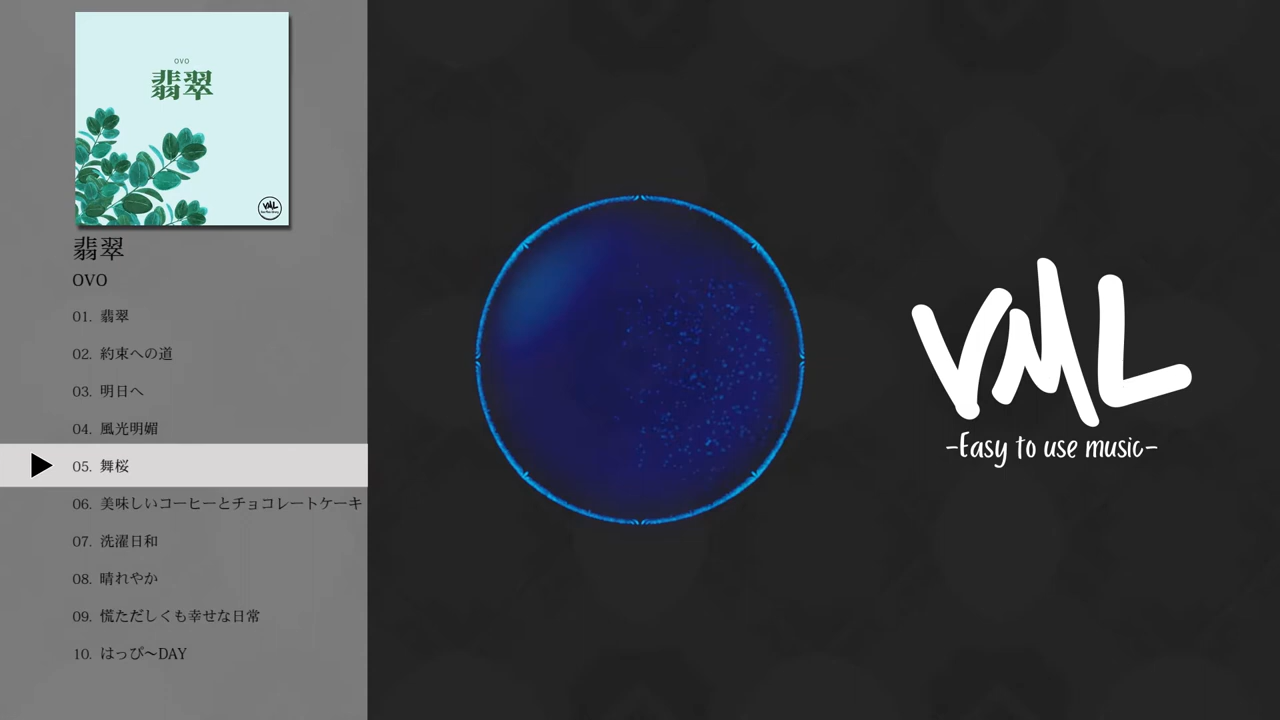 OVO
翡翠
VML
翡翠
OVO
01. 翡翠
02. 約束への道
03. 明日へ
04. 風光明媚
05. 舞桜
06. 美味しいコーヒーとチョコレートケーキ
07. 洗濯日和
08. 晴れやか
09. 慌ただしくも幸せな日常
10. はっぴ〜DAY
VML
-Easy to use music-